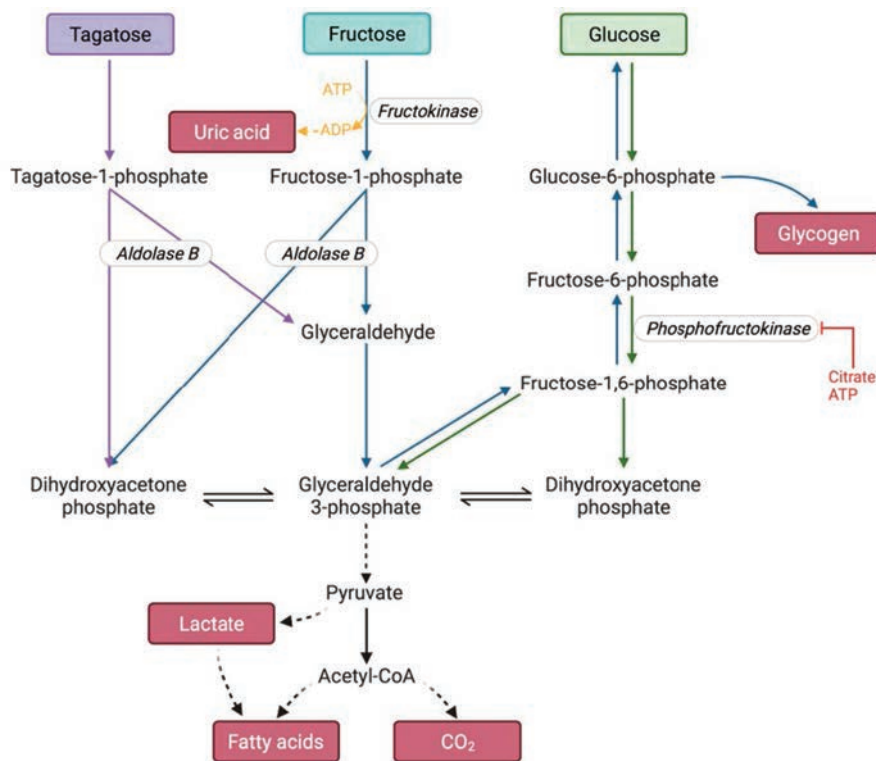 Tagatose
Fructose
Glucose
ATP
Fructokinase
Uric acid
ADP
Tagatose-1-phosphate
Fructose-1-phosphate
Glucose-6-phosphate
Aldolase B
Aldolase B
Glycogen
Fructose-6-phosphate
Glyceraldehyde
Phosphofructokinase
Fructose-1,6-phosphate
Citrate
ATP
Dihydroxyacetone
phosphate
Glyceraldehyde
3-phosphate
Dihydroxyacetone
phosphate
Pyruvate
Lactate
Acetyl-CoA
Fatty acids
CO₂